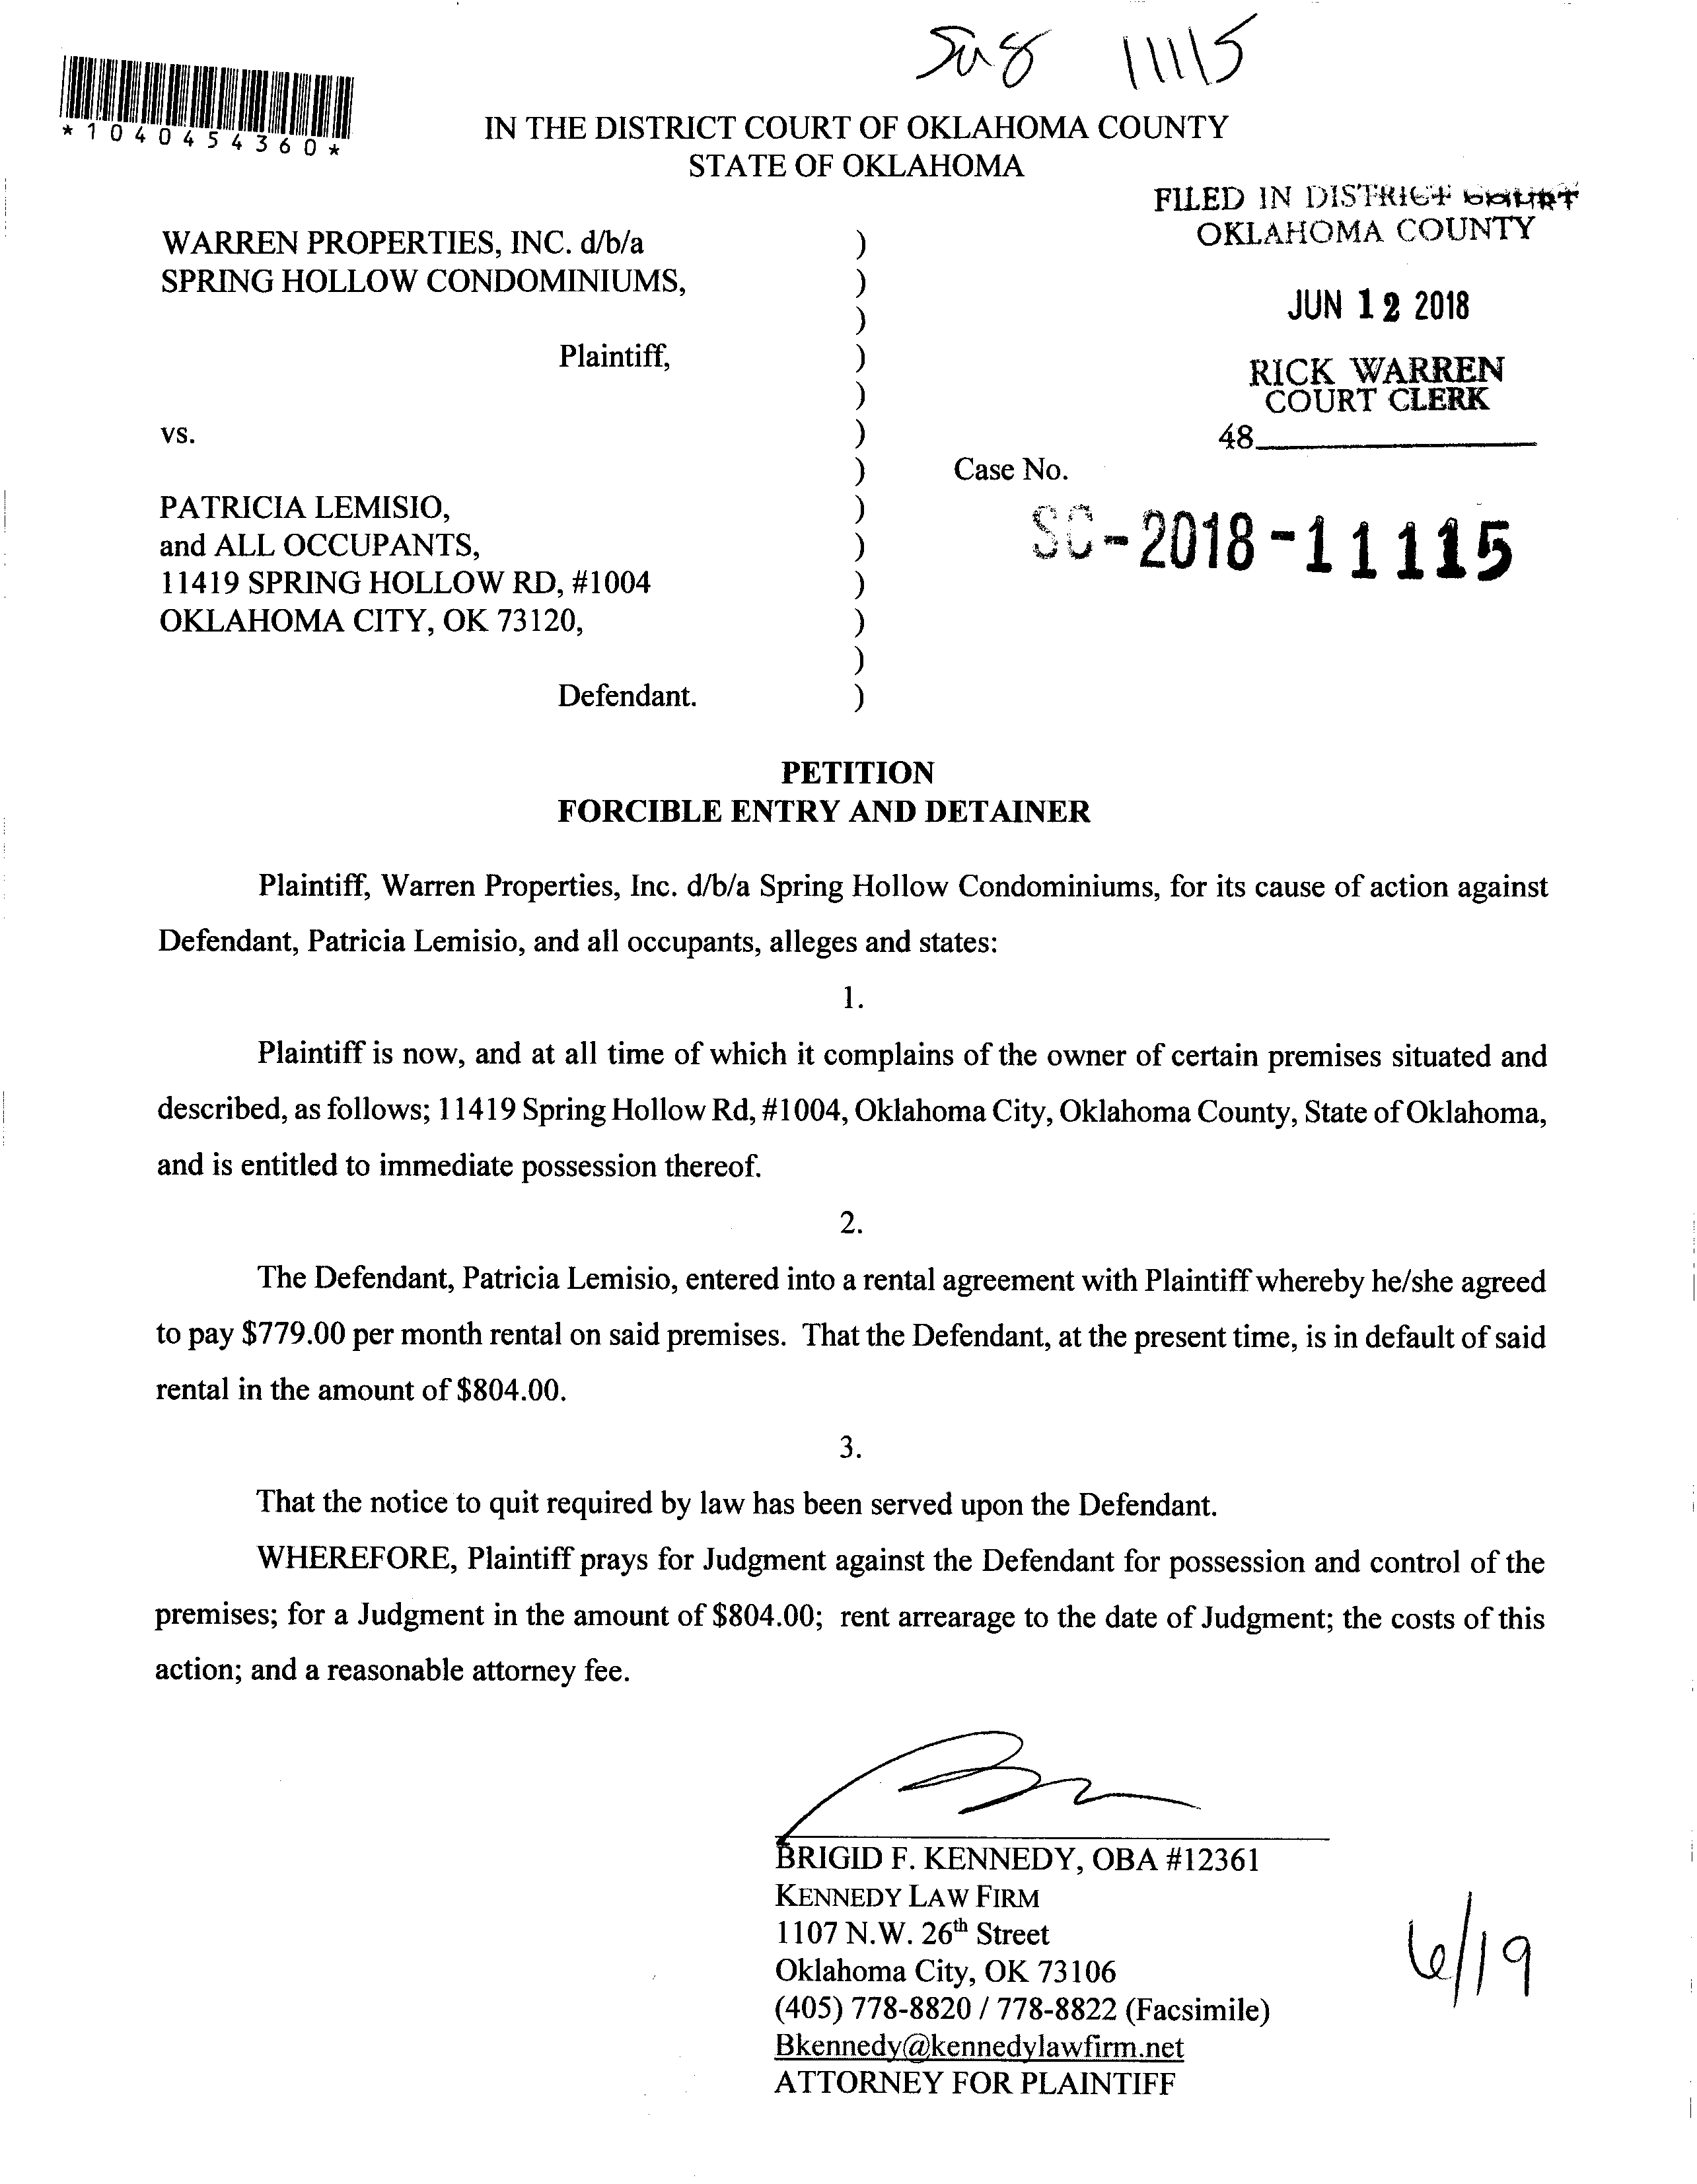 11115
*1040454360*
IN THE DISTRICT COURT OF OKLAHOMA COUNTY
STATE OF OKLAHOMA
FILED IN DISTRICT COURT
OKLAHOMA COUNTY
JUN 12 2018
RICK WARREN
COURT CLERK
48
WARREN PROPERTIES, INC. d/b/a )
SPRING HOLLOW CONDOMINIUMS, )
)
Plaintiff, )
)
vs. )
) Case No.
PATRICIA LEMISIO, )
SC-2018-11115
and ALL OCCUPANTS, )
11419 SPRING HOLLOW RD, #1004 )
OKLAHOMA CITY, OK 73120, )
)
Defendant. )
PETITION
FORCIBLE ENTRY AND DETAINER
Plaintiff, Warren Properties, Inc. d/b/a Spring Hollow Condominiums, for its cause of action against
Defendant, Patricia Lemisio, and all occupants, alleges and states:
1.
Plaintiff is now, and at all time of which it complains of the owner of certain premises situated and
described, as follows; 11419 Spring Hollow Rd, #1004, Oklahoma City, Oklahoma County, State of Oklahoma,
and is entitled to immediate possession thereof.
2.
The Defendant, Patricia Lemisio, entered into a rental agreement with Plaintiff whereby he/she agreed
to pay $779.00 per month rental on said premises. That the Defendant, at the present time, is in default of said
rental in the amount of $804.00.
3.
That the notice to quit required by law has been served upon the Defendant.
WHEREFORE, Plaintiff prays for Judgment against the Defendant for possession and control of the
premises; for a Judgment in the amount of $804.00; rent arrearage to the date of Judgment; the costs of this
action; and a reasonable attorney fee.
BRIGID F. KENNEDY, OBA #12361
KENNEDY LAW FIRM
1107 N.W. 26th Street
Oklahoma City, OK 73106
(405) 778-8820 / 778-8822 (Facsimile)
Bkennedy@kennedylawfirm.net
ATTORNEY FOR PLAINTIFF
6/19